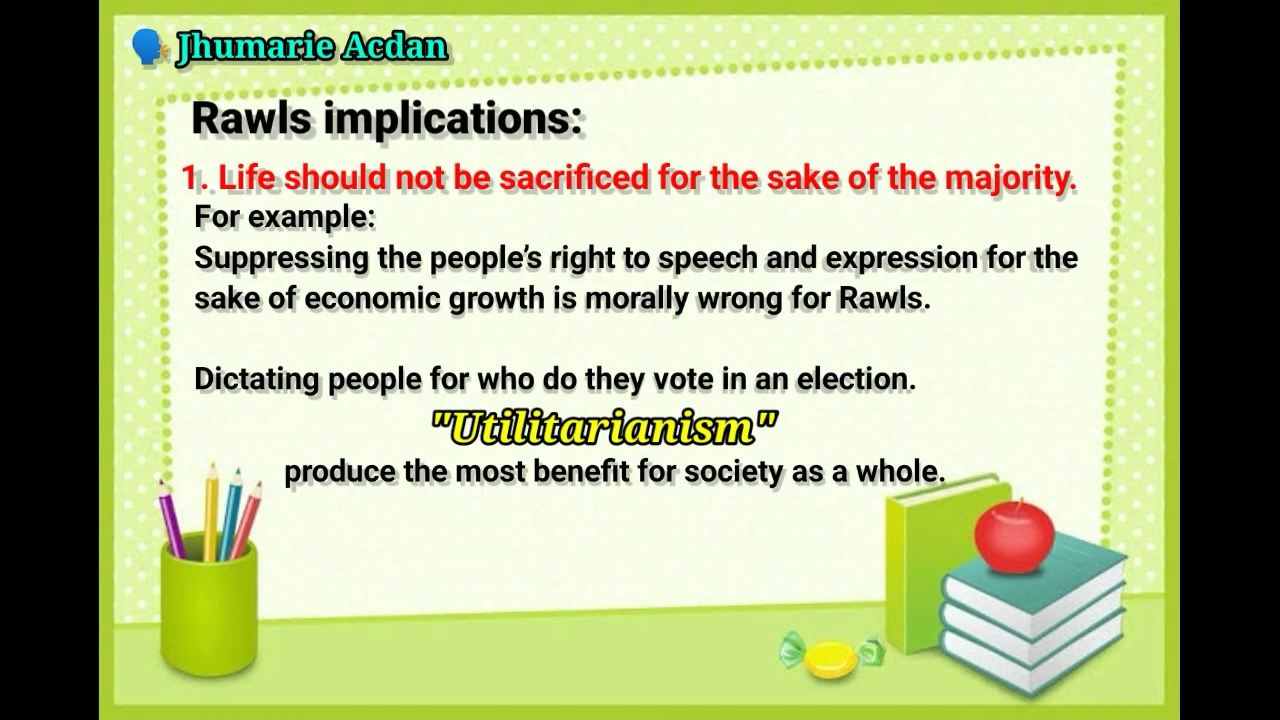 Jhumarie Acdan
Rawls implications:
1. Life should not be sacrificed for the sake of the majority.
For example:
Suppressing the people's right to speech and expression for the
sake of economic growth is morally wrong for Rawls.
Dictating people for who do they vote in an election.
"Utilitarianism"
produce the most benefit for society as a whole.